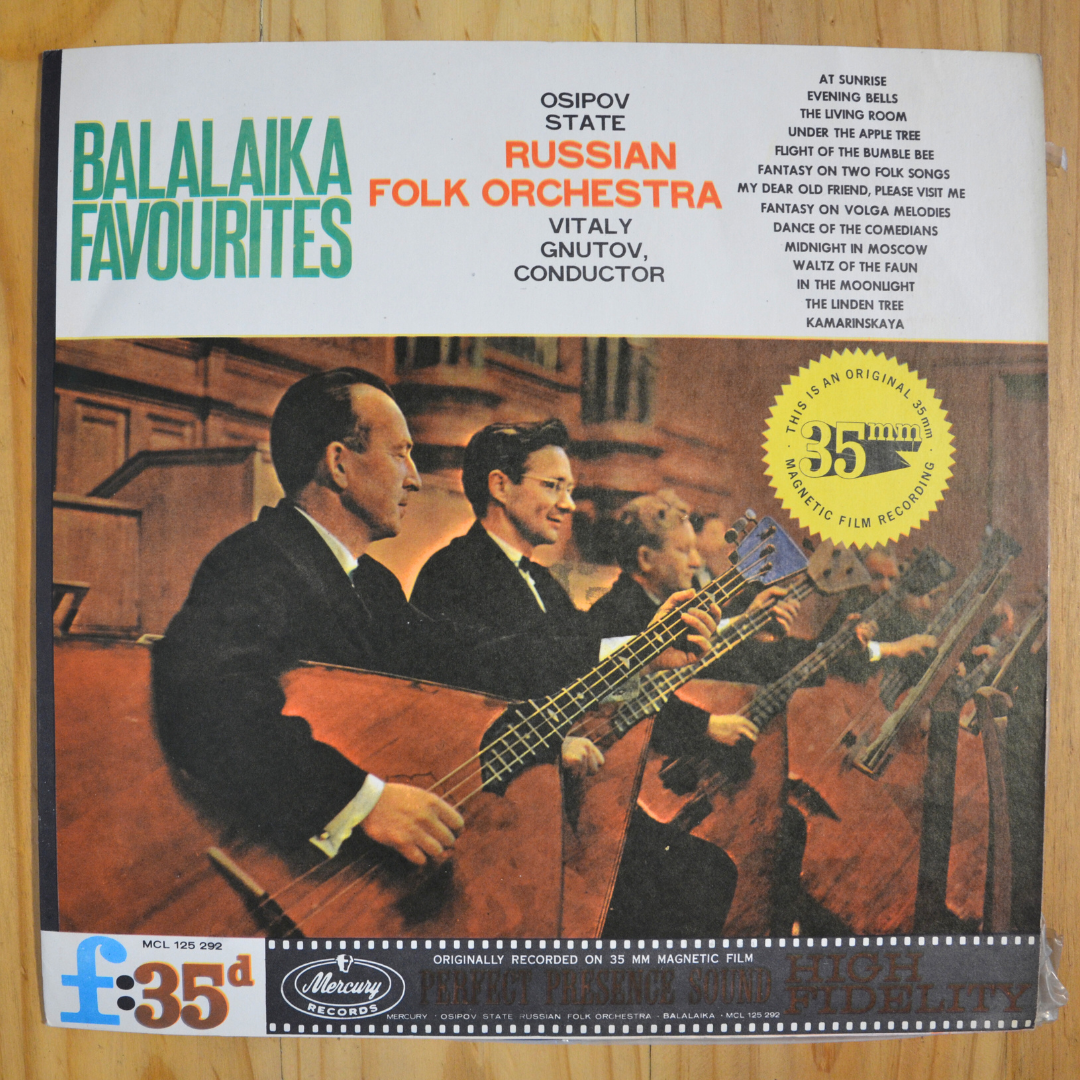 BALALAIKA
FAVOURITES
OSIPOV
STATE
RUSSIAN
FOLK ORCHESTRA
VITALY
GNUTOV,
CONDUCTOR
AT SUNRISE
EVENING BELLS
THE LIVING ROOM
UNDER THE APPLE TREE
FLIGHT OF THE BUMBLE BEE
FANTASY ON TWO FOLK SONGS
MY DEAR OLD FRIEND, PLEASE VISIT ME
FANTASY ON VOLGA MELODIES
DANCE OF THE COMEDIANS
MIDNIGHT IN MOSCOW
WALTZ OF THE FAUN
IN THE MOONLIGHT
THE LINDEN TREE
KAMARINSKAYA
THIS IS AN ORIGINAL 35mm
35mm
MAGNETIC FILM RECORDING
MCL 125 292
f:35d
Mercury
RECORDS
ORIGINALLY RECORDED ON 35 MM MAGNETIC FILM
PERFECT PRESENCE SOUND
HIGH
FIDELITY
MERCURY · OSIPOV STATE RUSSIAN FOLK ORCHESTRA · BALALAIKA · MCL 125 292